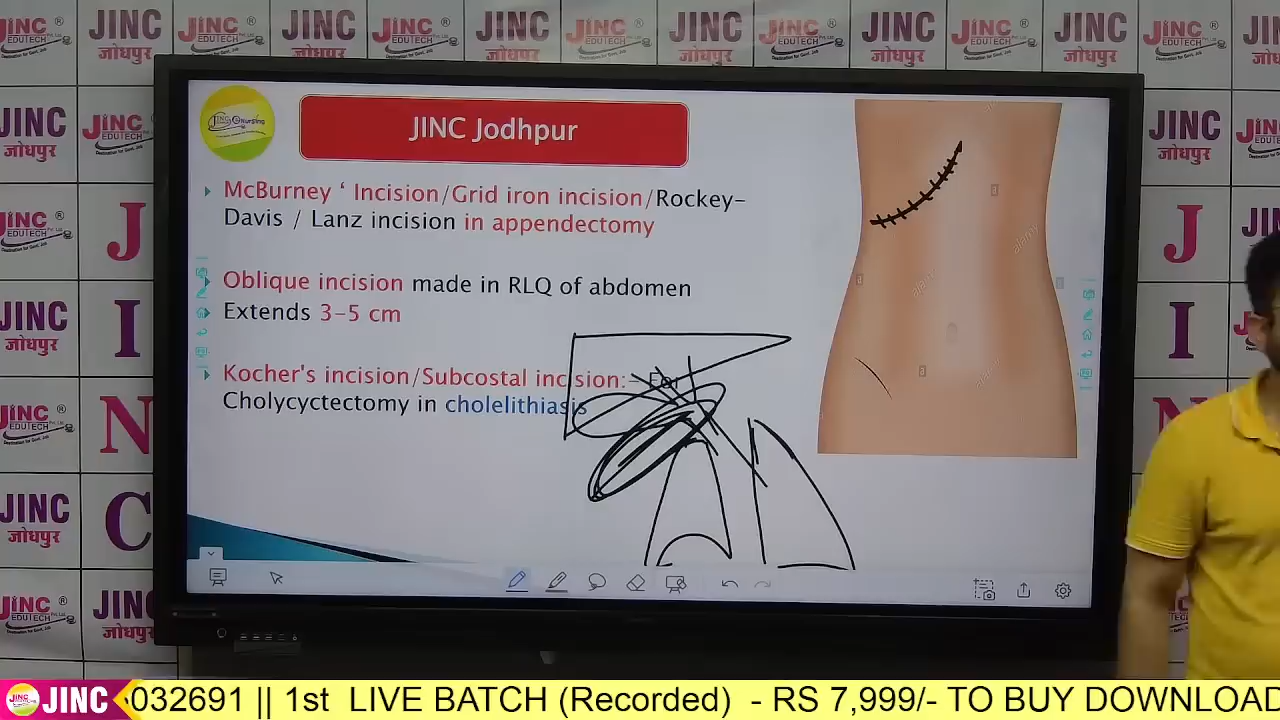 JINC Jodhpur
McBurney ‘ Incision/Grid iron incision/Rockey-
Davis / Lanz incision in appendectomy
Oblique incision made in RLQ of abdomen
Extends 3-5 cm
Kocher's incision/Subcostal incision:- For
Cholycyctectomy in cholelithiasis
alamy
JINC
EDUTECH
जोधपुर
J
I
N
C
JINC
032691 || 1st LIVE BATCH (Recorded) - RS 7,999/- TO BUY DOWNLOAD